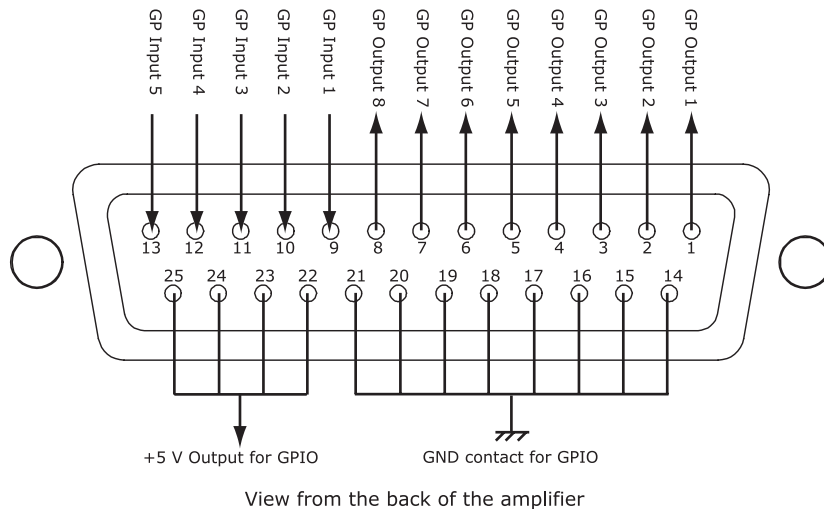 GP Input 5
GP Input 4
GP Input 3
GP Input 2
GP Input 1
GP Output 8
GP Output 7
GP Output 6
GP Output 5
GP Output 4
GP Output 3
GP Output 2
GP Output 1
13 12 11 10 9 8 7 6 5 4 3 2 1
25 24 23 22 21 20 19 18 17 16 15 14
+5 V Output for GPIO
GND contact for GPIO
View from the back of the amplifier